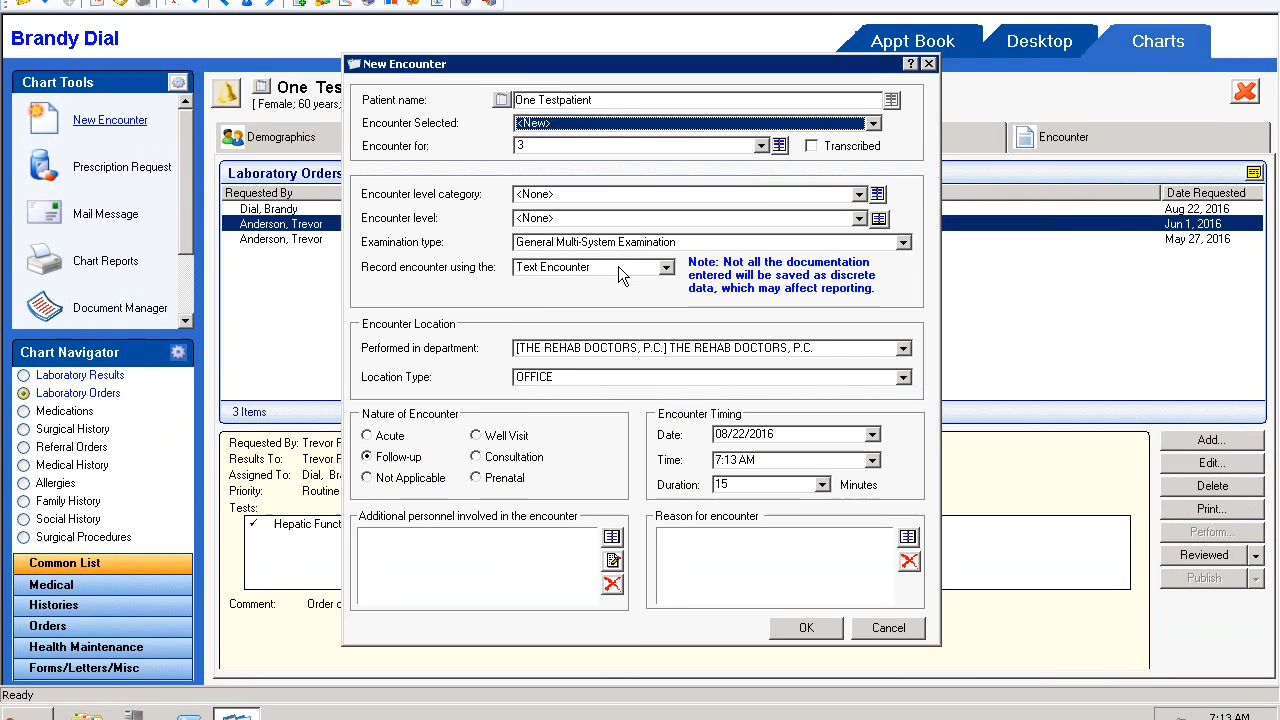 Brandy Dial
Appt Book
Desktop
Charts
Chart Tools
New Encounter
Prescription Request
Mail Message
Chart Reports
Document Manager
Chart Navigator
Laboratory Results
Laboratory Orders
Medications
Surgical History
Referral Orders
Medical History
Allergies
Family History
Social History
Surgical Procedures
Common List
Medical
Histories
Orders
Health Maintenance
Forms/Letters/Misc
One Tes
[ Female; 60 years;
Demographics
Encounter
Laboratory Orders
Requested By
Date Requested
Dial, Brandy
Aug 22, 2016
Anderson, Trevor
Jun 1, 2016
Anderson, Trevor
May 27, 2016
3 Items
Requested By: Trevor
Results To: Trevor
Assigned To: Dial,
Priority: Routine
Tests:
✓ Hepatic Funct
Comment: Order
Add...
Edit...
Delete
Print...
Perform...
Reviewed
Publish
New Encounter
Patient name: One Testpatient
Encounter Selected: <New>
Encounter for: 3
Transcribed
Encounter level category: <None>
Encounter level: <None>
Examination type: General Multi-System Examination
Record encounter using the: Text Encounter
Note: Not all the documentation
entered will be saved as discrete
data, which may affect reporting.
Encounter Location
Performed in department: [THE REHAB DOCTORS, P.C.] THE REHAB DOCTORS, P.C.
Location Type: OFFICE
Nature of Encounter
Acute
Well Visit
Follow-up
Consultation
Not Applicable
Prenatal
Encounter Timing
Date: 08/22/2016
Time: 7:13 AM
Duration: 15 Minutes
Additional personnel involved in the encounter
Reason for encounter
OK
Cancel
Ready
7:13 AM